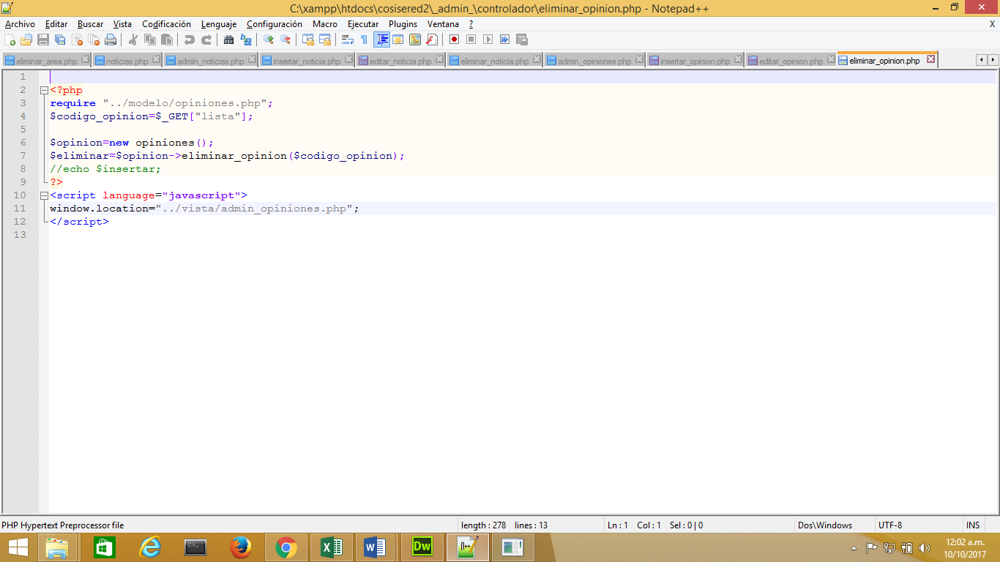 C:\xampp\htdocs\cosisered2\_admin_\controlador\eliminar_opinion.php - Notepad++
Archivo Editar Buscar Vista Codificación Lenguaje Configuración Macro Ejecutar Plugins Ventana ? X
eliminar_area.php noticias.php admin_noticias.php insertar_noticia.php editar_noticia.php eliminar_noticia.php admin_opiniones.php insertar_opinion.php editar_opinion.php eliminar_opinion.php
1
2 <?php
3 require "../modelo/opiniones.php";
4 $codigo_opinion=$_GET["lista"];
5
6 $opinion=new opiniones();
7 $eliminar=$opinion->eliminar_opinion($codigo_opinion);
8 //echo $insertar;
9 ?>
10 <script language="javascript">
11 window.location="../vista/admin_opiniones.php";
12 </script>
13
PHP Hypertext Preprocessor file length : 278 lines : 13 Ln : 1 Col : 1 Sel : 0 | 0 Dos\Windows UTF-8 INS
12:02 a.m.
10/10/2017